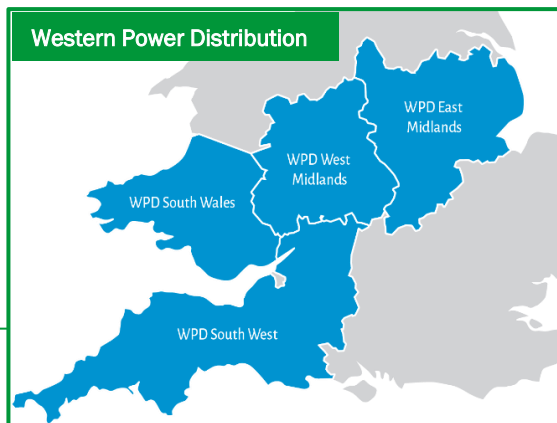 Western Power Distribution
WPD East
Midlands
WPD West
Midlands
WPD South Wales
WPD South West